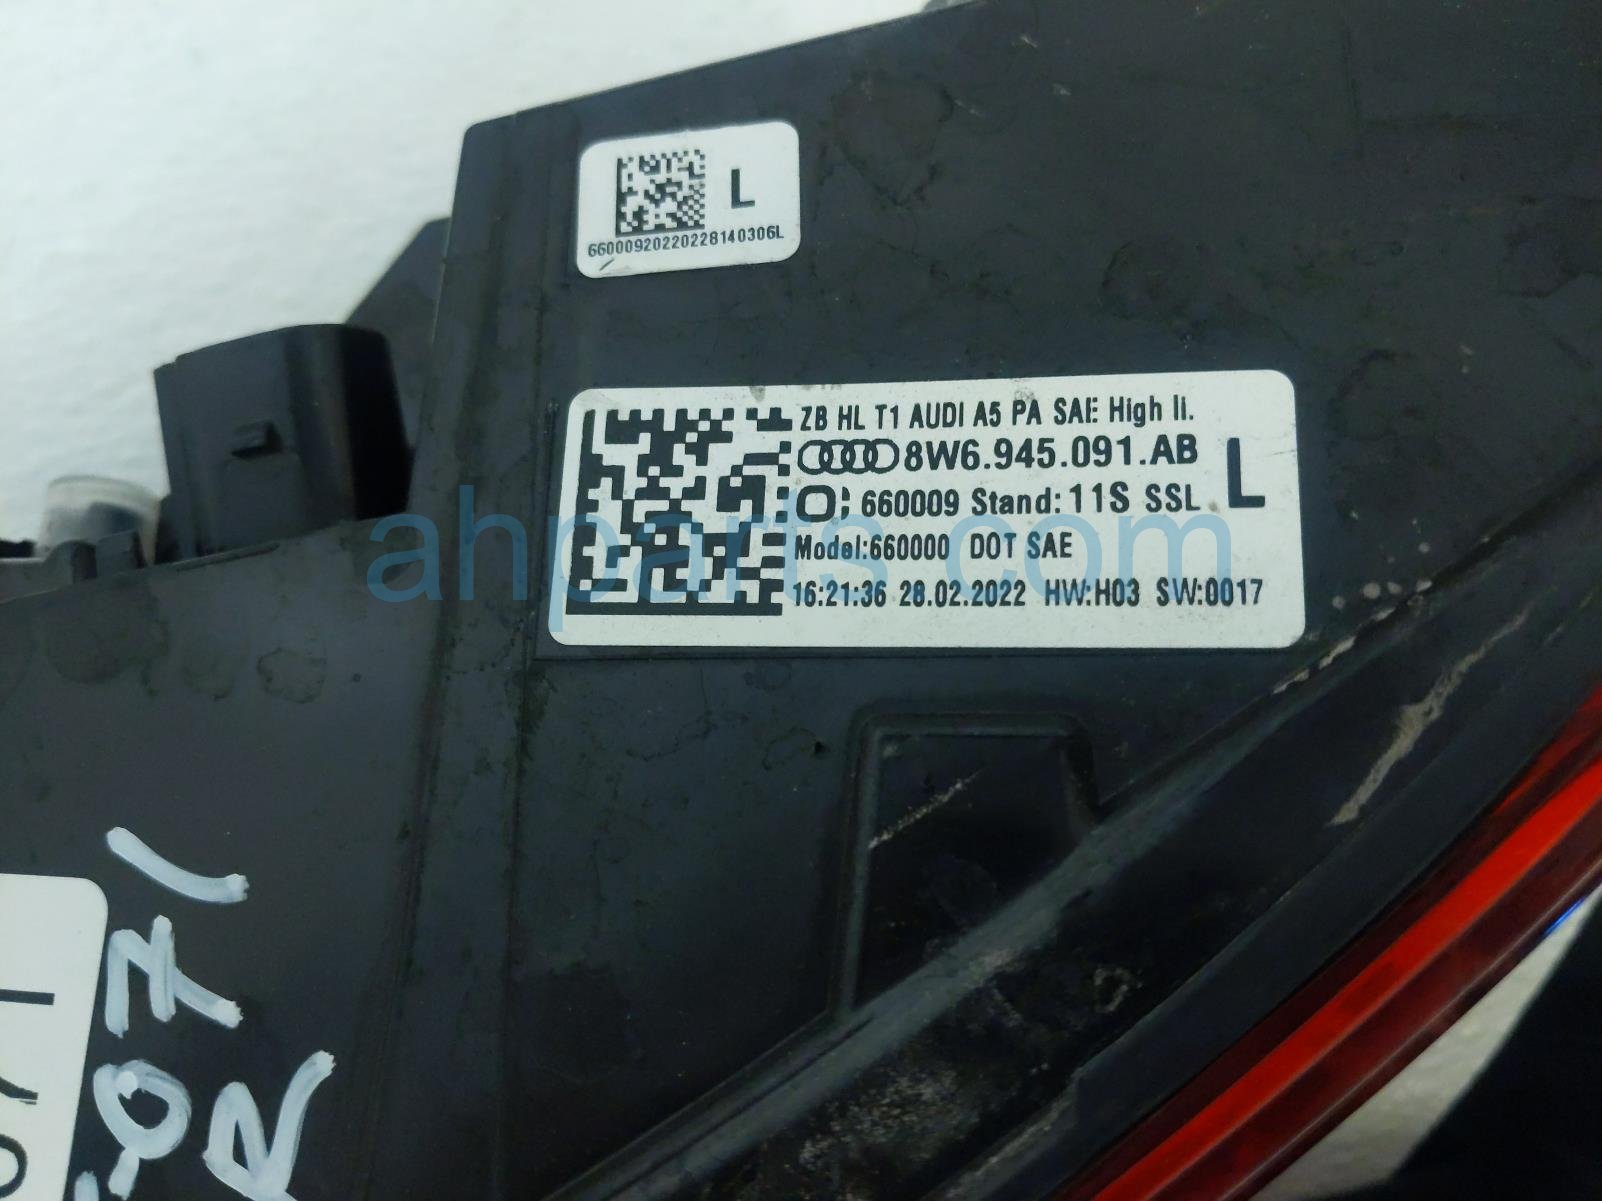 L
66000920220228140306L
ZB HL T1 AUDI A5 PA SAE High li.
8W6.945.091.AB L
660009 Stand: 11S SSL
Model:660000 DOT SAE
16:21:36 28.02.2022 HW:H03 SW:0017
ahparts.com
-071
R